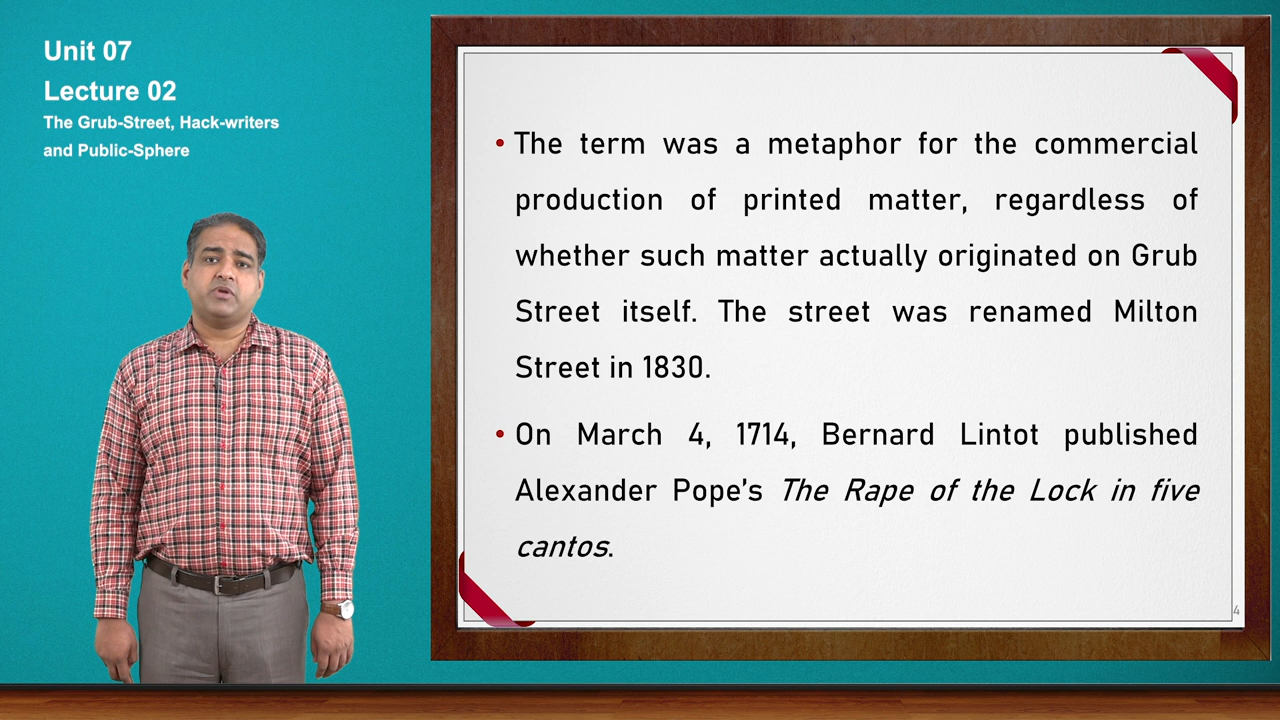 Unit 07
Lecture 02
The Grub-Street, Hack-writers
and Public-Sphere
• The term was a metaphor for the commercial
production of printed matter, regardless of
whether such matter actually originated on Grub
Street itself. The street was renamed Milton
Street in 1830.
• On March 4, 1714, Bernard Lintot published
Alexander Pope's The Rape of the Lock in five
cantos.
4